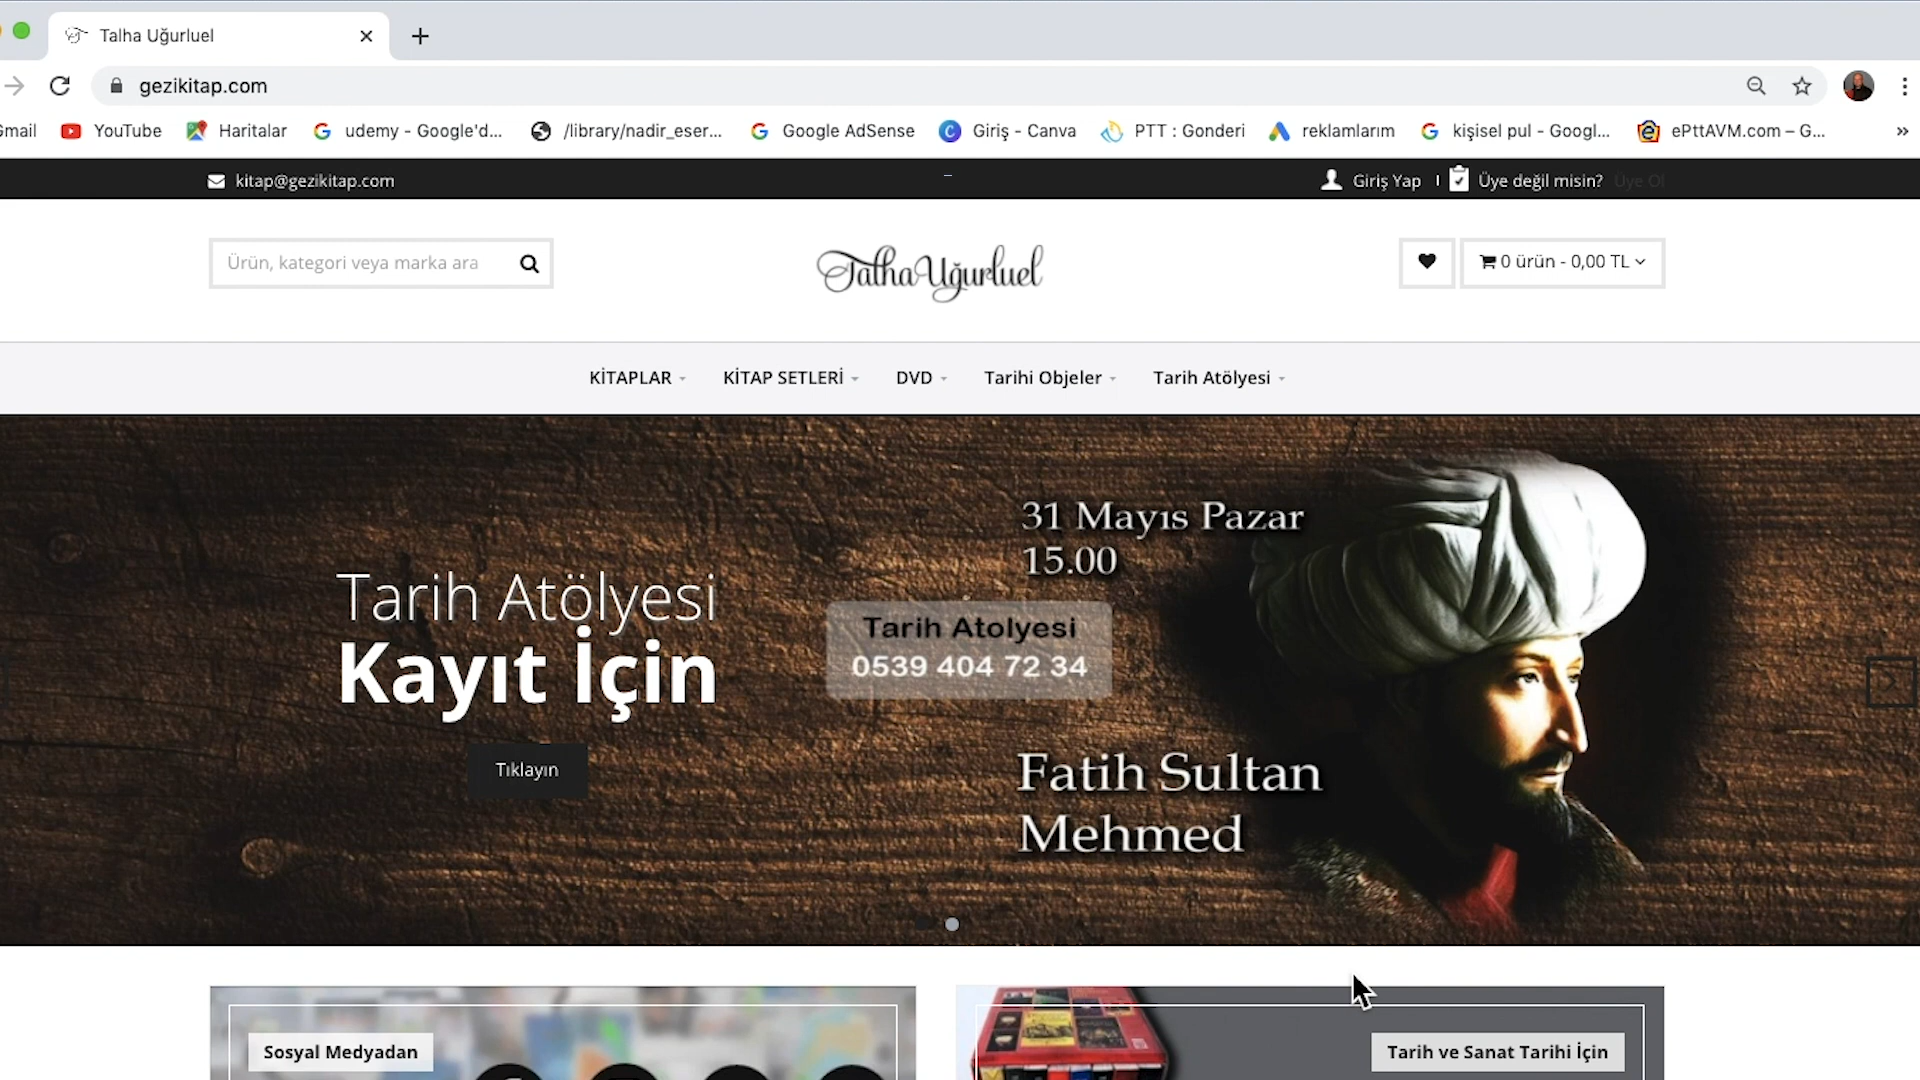 Talha Uğurluel
gezikitap.com
Gmail YouTube Haritalar udemy - Google'd... /library/nadir_eser... Google AdSense Giriş - Canva PTT : Gonderi reklamlarım kişisel pul - Googl... ePttAVM.com – G... »
kitap@gezikitap.com Giriş Yap Üye değil misin? Üye Ol
Ürün, kategori veya marka ara Talha Uğurluel 0 ürün - 0,00 TL
KİTAPLAR KİTAP SETLERİ DVD Tarihi Objeler Tarih Atölyesi
31 Mayıs Pazar
15.00
Tarih Atölyesi
Kayıt İçin
Tıklayın
Tarih Atolyesi
0539 404 72 34
Fatih Sultan
Mehmed
Sosyal Medyadan
Tarih ve Sanat Tarihi İçin